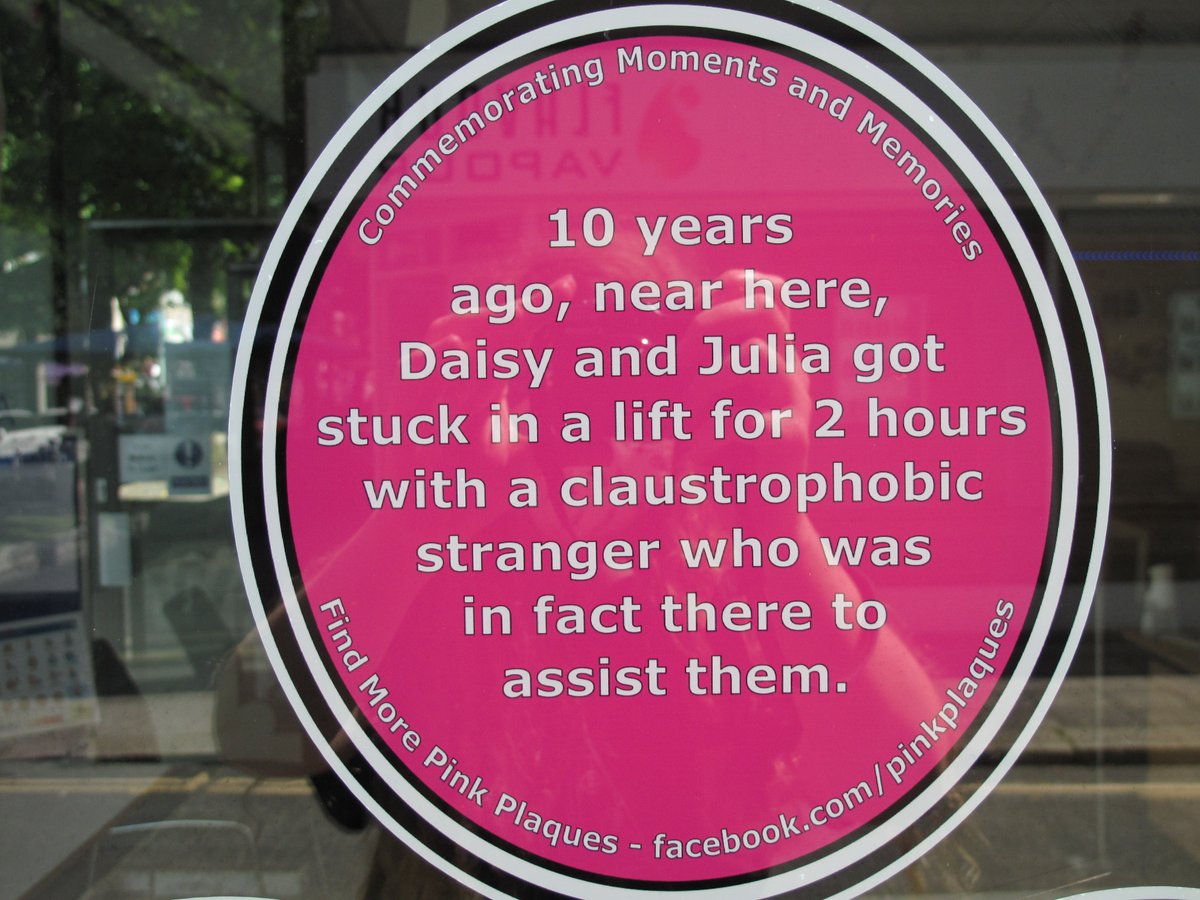 Commemorating Moments and Memories
10 years
ago, near here,
Daisy and Julia got
stuck in a lift for 2 hours
with a claustrophobic
stranger who was
in fact there to
assist them.
Find More Pink Plaques - facebook.com/pinkplaques